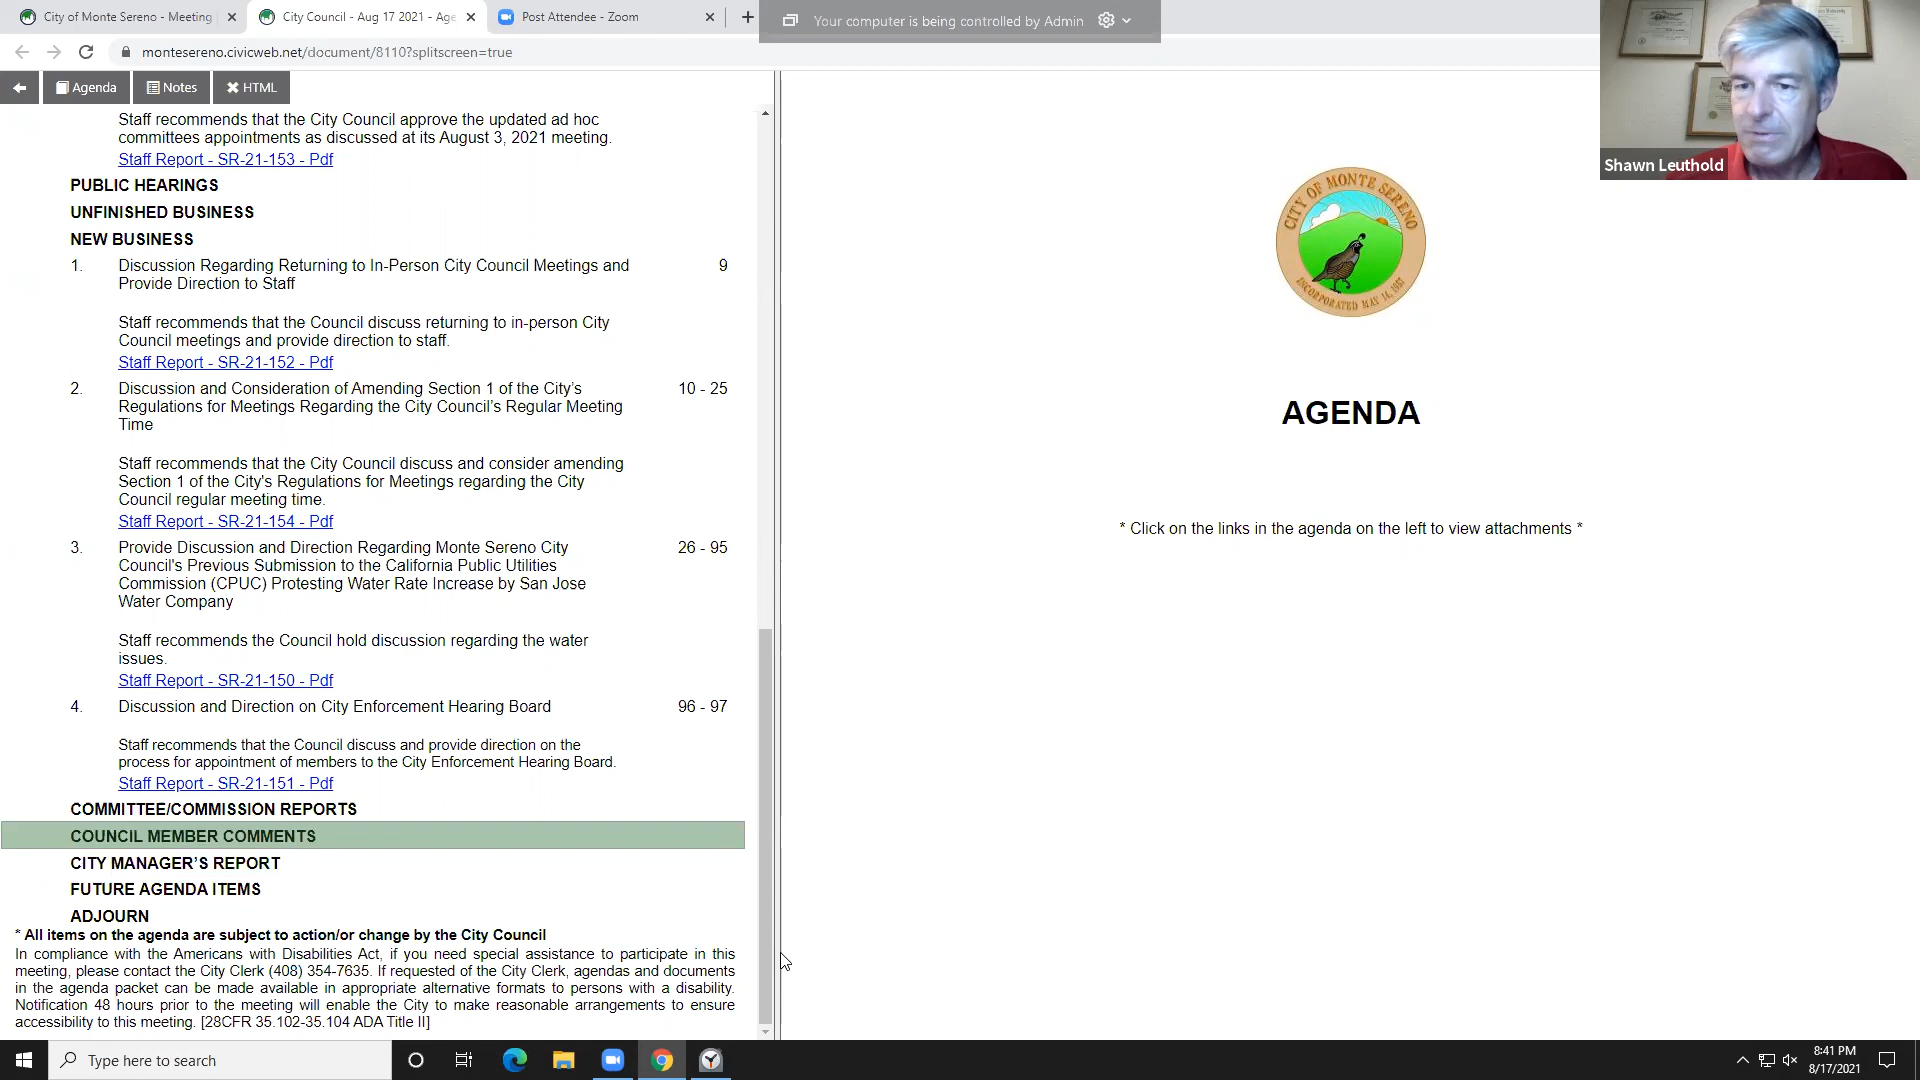 City of Monte Sereno - Meeting
City Council - Aug 17 2021 - Age
Post Attendee - Zoom
Your computer is being controlled by Admin
montesereno.civicweb.net/document/8110?splitscreen=true
Agenda
Notes
HTML
Staff recommends that the City Council approve the updated ad hoc
committees appointments as discussed at its August 3, 2021 meeting.
Staff Report - SR-21-153 - Pdf
PUBLIC HEARINGS
UNFINISHED BUSINESS
NEW BUSINESS
1. Discussion Regarding Returning to In-Person City Council Meetings and 9
Provide Direction to Staff
Staff recommends that the Council discuss returning to in-person City
Council meetings and provide direction to staff.
Staff Report - SR-21-152 - Pdf
2. Discussion and Consideration of Amending Section 1 of the City’s 10 - 25
Regulations for Meetings Regarding the City Council’s Regular Meeting
Time
Staff recommends that the City Council discuss and consider amending
Section 1 of the City's Regulations for Meetings regarding the City
Council regular meeting time.
Staff Report - SR-21-154 - Pdf
3. Provide Discussion and Direction Regarding Monte Sereno City 26 - 95
Council's Previous Submission to the California Public Utilities
Commission (CPUC) Protesting Water Rate Increase by San Jose
Water Company
Staff recommends the Council hold discussion regarding the water
issues.
Staff Report - SR-21-150 - Pdf
4. Discussion and Direction on City Enforcement Hearing Board 96 - 97
Staff recommends that the Council discuss and provide direction on the
process for appointment of members to the City Enforcement Hearing Board.
Staff Report - SR-21-151 - Pdf
COMMITTEE/COMMISSION REPORTS
COUNCIL MEMBER COMMENTS
CITY MANAGER’S REPORT
FUTURE AGENDA ITEMS
ADJOURN
* All items on the agenda are subject to action/or change by the City Council
In compliance with the Americans with Disabilities Act, if you need special assistance to participate in this
meeting, please contact the City Clerk (408) 354-7635. If requested of the City Clerk, agendas and documents
in the agenda packet can be made available in appropriate alternative formats to persons with a disability.
Notification 48 hours prior to the meeting will enable the City to make reasonable arrangements to ensure
accessibility to this meeting. [28CFR 35.102-35.104 ADA Title II]
CITY OF MONTE SERENO
INCORPORATED MAY 14, 1957
AGENDA
* Click on the links in the agenda on the left to view attachments *
Shawn Leuthold
Type here to search
8:41 PM
8/17/2021